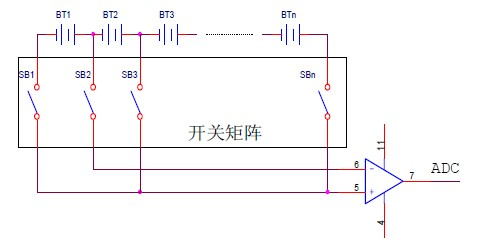 BT1 BT2 BT3 BTn
SB1 SB2 SB3 SBn
开关矩阵
11
6 -
7 ADC
5 +
4